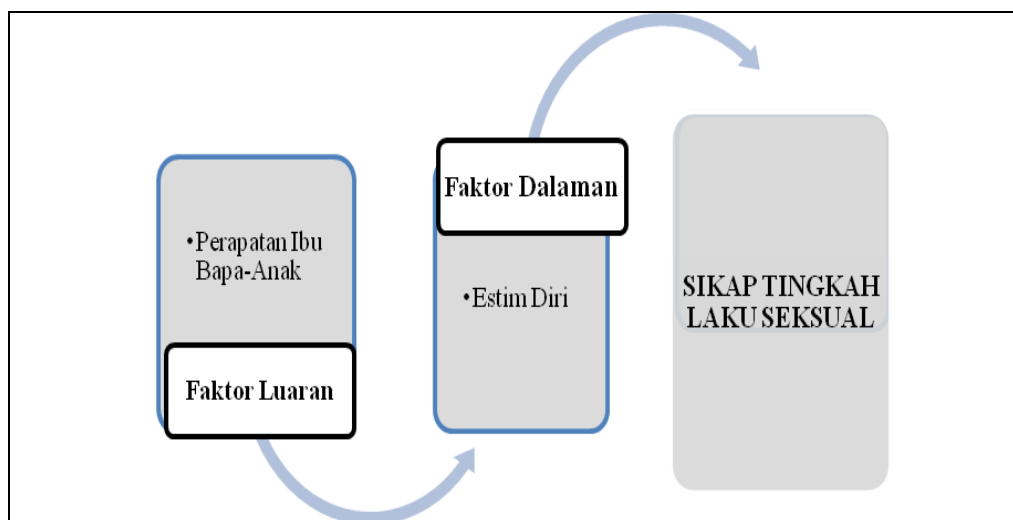 •Perapatan Ibu
Bapa-Anak
Faktor Luaran
Faktor Dalaman
•Estim Diri
SIKAP TINGKAH
LAKU SEKSUAL